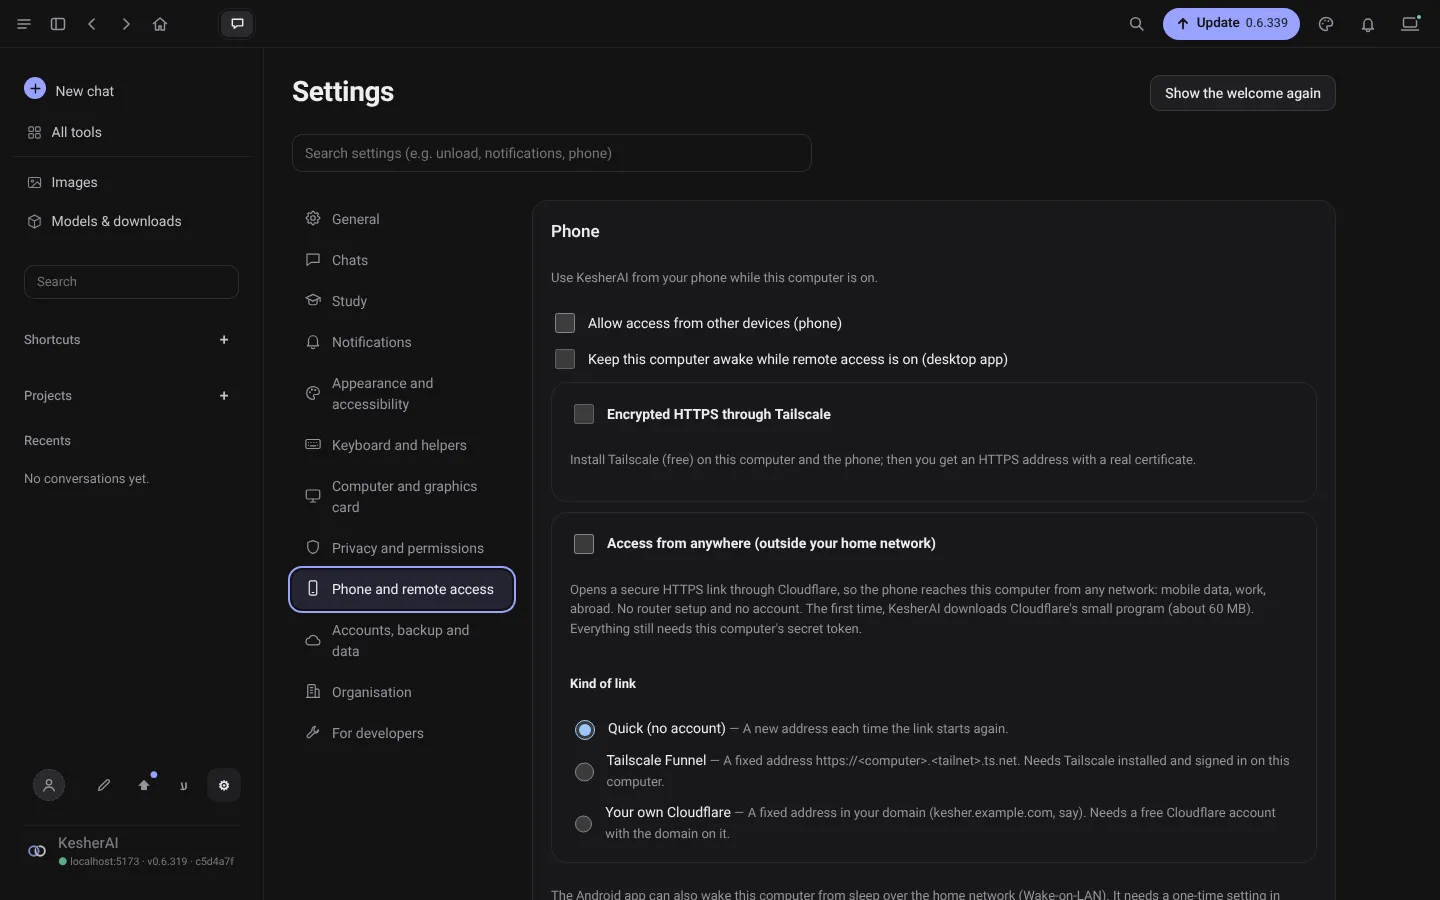 Update 0.6.339
New chat
All tools
Images
Models & downloads
Search
Shortcuts
Projects
Recents
No conversations yet.
ע
KesherAI
localhost:5173 · v0.6.319 · c5d4a7f
Settings
Show the welcome again
Search settings (e.g. unload, notifications, phone)
General
Chats
Study
Notifications
Appearance and
accessibility
Keyboard and helpers
Computer and graphics
card
Privacy and permissions
Phone and remote access
Accounts, backup and
data
Organisation
For developers
Phone
Use KesherAI from your phone while this computer is on.
Allow access from other devices (phone)
Keep this computer awake while remote access is on (desktop app)
Encrypted HTTPS through Tailscale
Install Tailscale (free) on this computer and the phone; then you get an HTTPS address with a real certificate.
Access from anywhere (outside your home network)
Opens a secure HTTPS link through Cloudflare, so the phone reaches this computer from any network: mobile data, work,
abroad. No router setup and no account. The first time, KesherAI downloads Cloudflare's small program (about 60 MB).
Everything still needs this computer's secret token.
Kind of link
Quick (no account) — A new address each time the link starts again.
Tailscale Funnel — A fixed address https://<computer>.<tailnet>.ts.net. Needs Tailscale installed and signed in on this
computer.
Your own Cloudflare — A fixed address in your domain (kesher.example.com, say). Needs a free Cloudflare account
with the domain on it.
The Android app can also wake this computer from sleep over the home network (Wake-on-LAN). It needs a one-time setting in